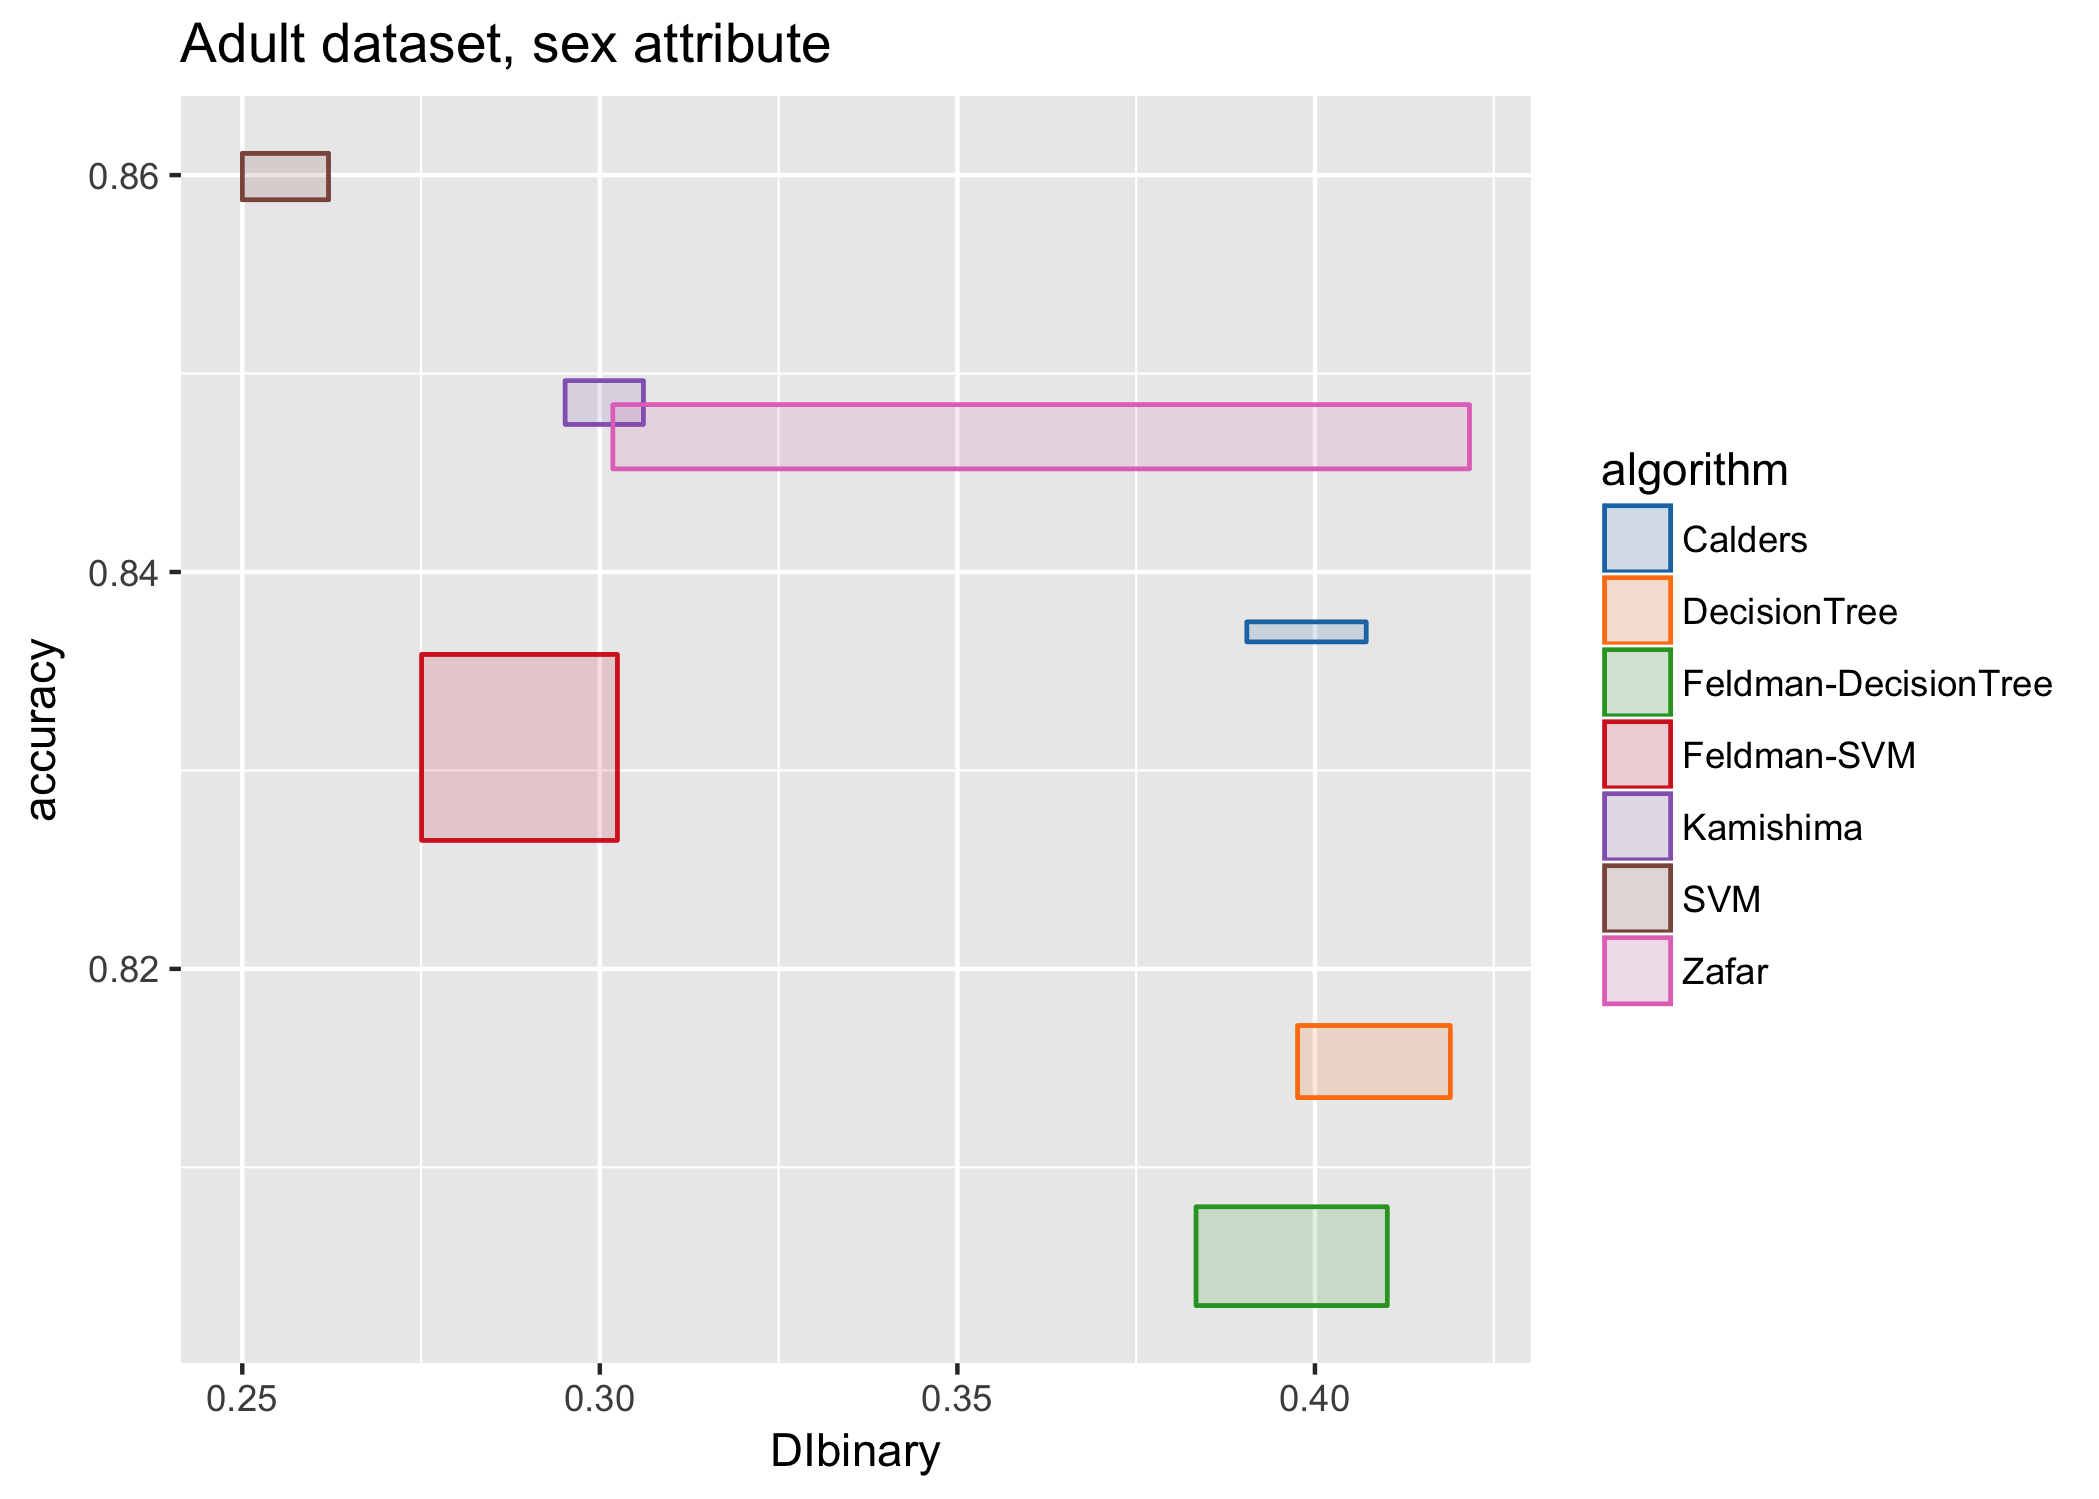 Adult dataset, sex attribute
accuracy
0.86
0.84
0.82
0.25
0.30
0.35
0.40
DIbinary
algorithm
Calders
DecisionTree
Feldman-DecisionTree
Feldman-SVM
Kamishima
SVM
Zafar